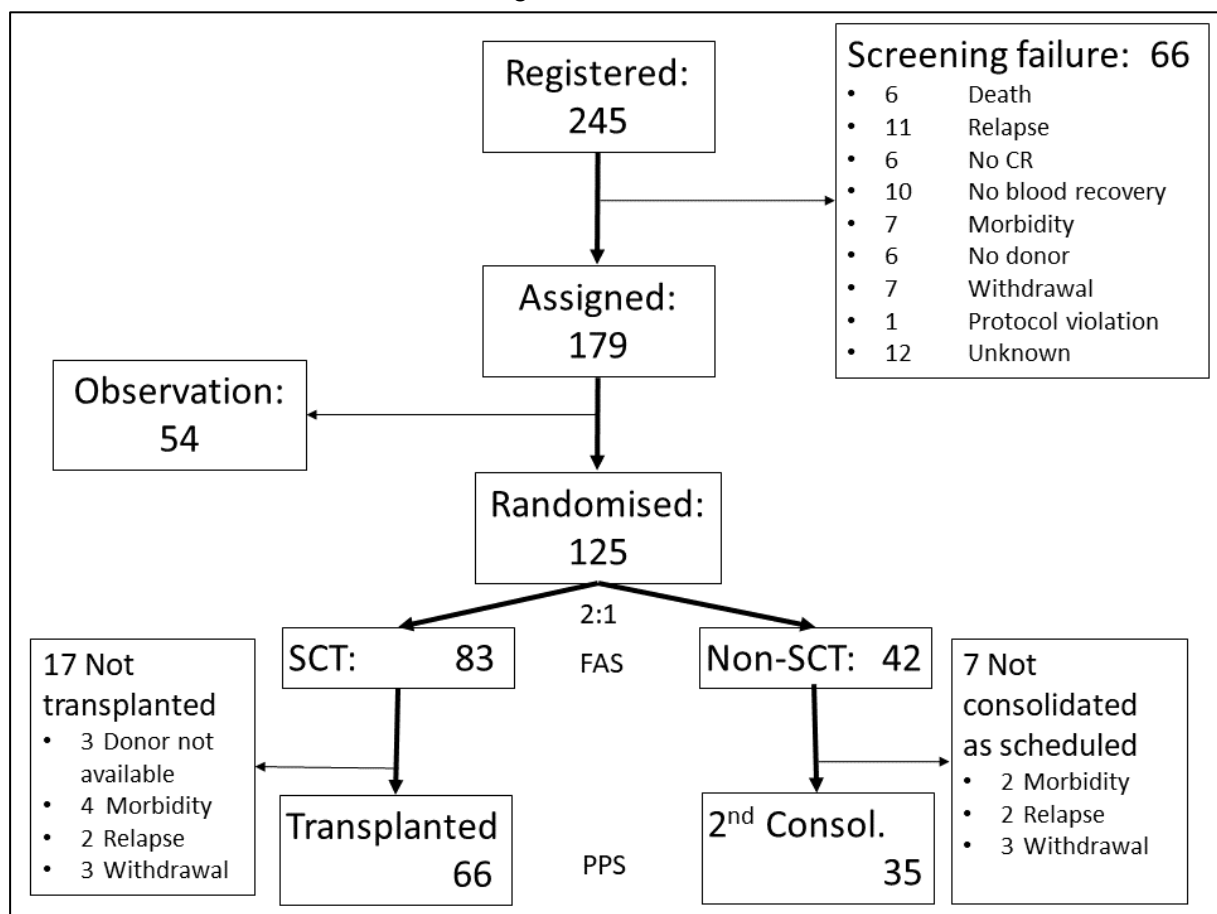 Registered:
245
Screening failure: 66
• 6 Death
• 11 Relapse
• 6 No CR
• 10 No blood recovery
• 7 Morbidity
• 6 No donor
• 7 Withdrawal
• 1 Protocol violation
• 12 Unknown
Assigned:
179
Observation:
54
Randomised:
125
2:1
SCT: 83
FAS
Non-SCT: 42
17 Not
transplanted
• 3 Donor not
available
• 4 Morbidity
• 2 Relapse
• 3 Withdrawal
7 Not
consolidated
as scheduled
• 2 Morbidity
• 2 Relapse
• 3 Withdrawal
Transplanted
66
PPS
2nd Consol.
35